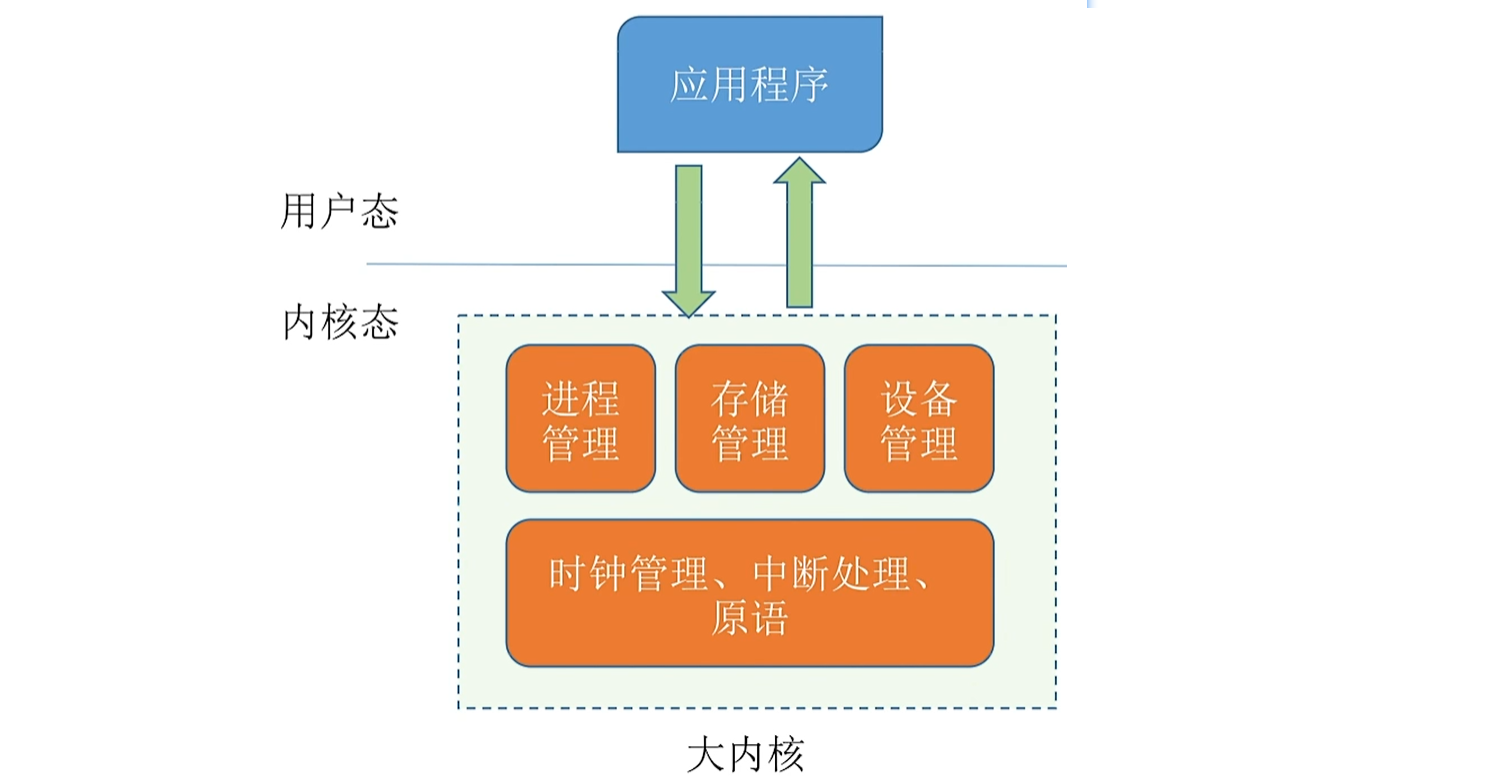 应用程序
用户态
内核态
进程
管理
存储
管理
设备
管理
时钟管理、中断处理、
原语
大内核